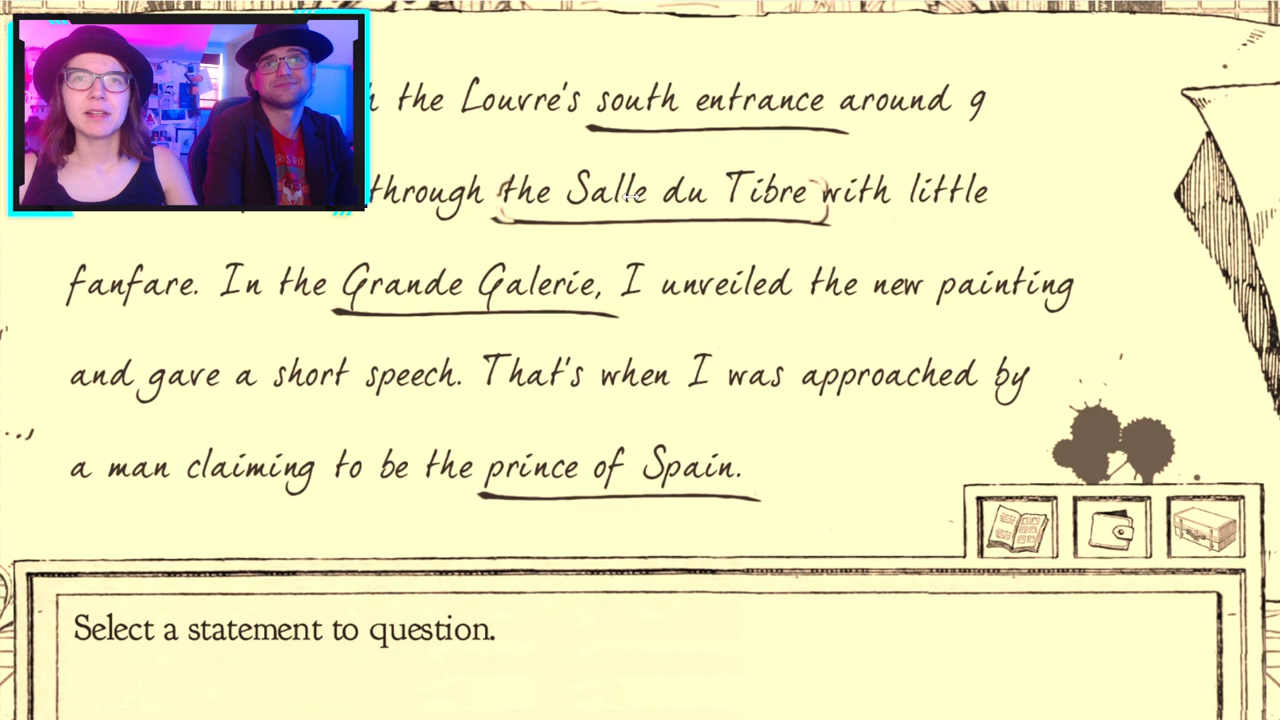 the Louvre's south entrance around 9
through the Salle du Tibre with little
fanfare. In the Grande Galerie, I unveiled the new painting
and gave a short speech. That's when I was approached by
a man claiming to be the prince of Spain.
Select a statement to question.